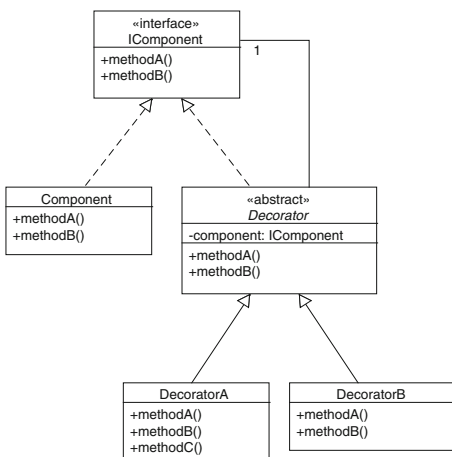 «interface»
IComponent
+methodA()
+methodB()
1
Component
+methodA()
+methodB()
«abstract»
Decorator
-component: IComponent
+methodA()
+methodB()
DecoratorA
+methodA()
+methodB()
+methodC()
DecoratorB
+methodA()
+methodB()